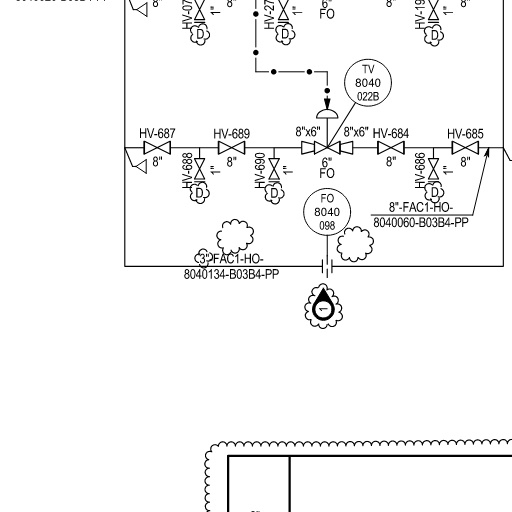 HV-07
1"
HV-27
1"
HV-19
1"
8"
8"
6"
FO
8"
8"
D
D
D
TV
8040
022B
HV-687
HV-689
8"x6"
8"x6"
HV-684
HV-685
8"
8"
6"
FO
8"
8"
HV-688
1"
HV-690
1"
HV-686
1"
D
D
D
FO
8040
098
8"-FAC1-HO-
8040060-B03B4-PP
3"-FAC1-HO-
8040134-B03B4-PP
1